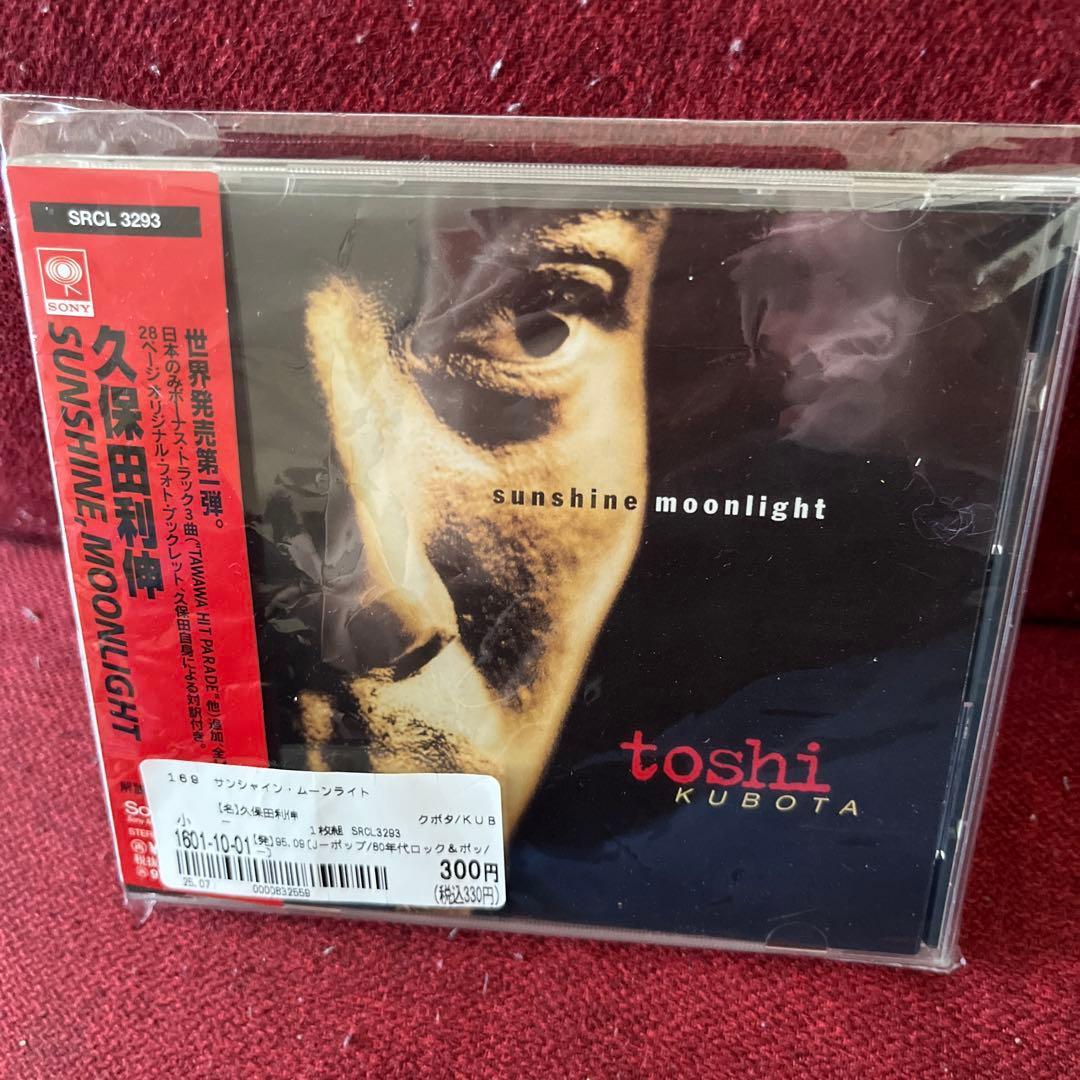 SRCL 3293
SONY
久保田利伸
SUNSHINE, MOONLIGHT
世界発売第一弾。
日本のみボーナス・トラック3曲("TAWAWA HIT PARADE"他)追加、
28ページオリジナル・フォト・ブックレット、久保田自身による対訳付き。
sunshine moonlight
toshi
KUBOTA
169 サンシャイン・ムーンライト
【名】久保田利伸
クボタ/KUB
小 -
1枚組 SRCL3293
1601-10-01
【発】95.09(Jーポップ/80年代ロック&ポッ/
300円
(税込330円)
25.07
0000832559